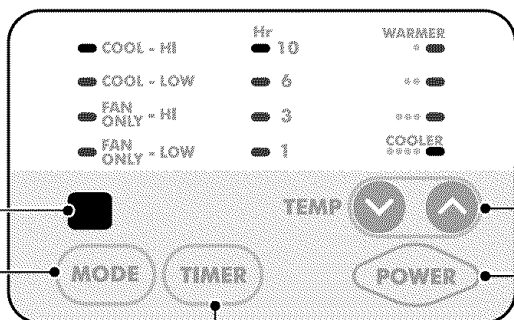 Hr
WARMER
COOL - HI
10
COOL - LOW
6
FAN ONLY - HI
3
COOLER
FAN ONLY - LOW
1
TEMP
MODE
TIMER
POWER